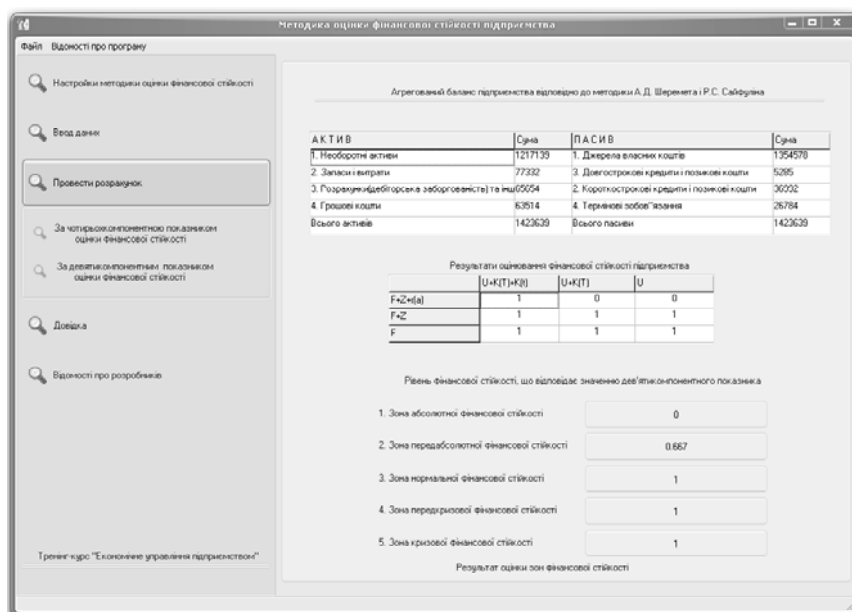 Методика оцінки фінансової стійкості підприємства
Файл Відомості про програму
Настройки методики оцінки фінансової стійкості
Ввод даних
Провести розрахунок
За чотирьохкомпонентною показником
оцінки фінансової стійкості
За девятикомпонентним показником
оцінки фінансової стійкості
Довідка
Відомості про розробників
Тренінг-курс "Економічне управління підприємством"
Агрегований баланс підприємства відповідно до методики А.Д. Шеремета і Р.С. Сайфуліна
А К Т И В Сума П А С И В Сума
1. Необоротні активи 1217139 1. Джерела власних коштів 1354578
2. Запаси і витрати 77332 3. Довгострокові кредити і позикові кошти 5285
3. Розрахунки(дебіторська заборгованість) та інш 65654 2. Короткострокові кредити і позикові кошти 36992
4. Грошові кошти 63514 4. Термінові зобов"язання 26784
Всього активів 1423639 Всього пасиви 1423639
Результати оцінювання фінансової стійкості підприємства
U+K(T)+K(t) U+K(T) U
F+Z+r(a) 1 0 0
F+Z 1 1 1
F 1 1 1
Рівень фінансової стійкості, що відповідає значенню дев'ятикомпонентного показника
1. Зона абсолютної фінансової стійкості 0
2. Зона передабсолютної фінансової стійкості 0.667
3. Зона нормальної фінансової стійкості 1
4. Зона передкризової фінансової стійкості 1
5. Зона кризової фінансової стійкості 1
Результат оцінки зон фінансової стійкості